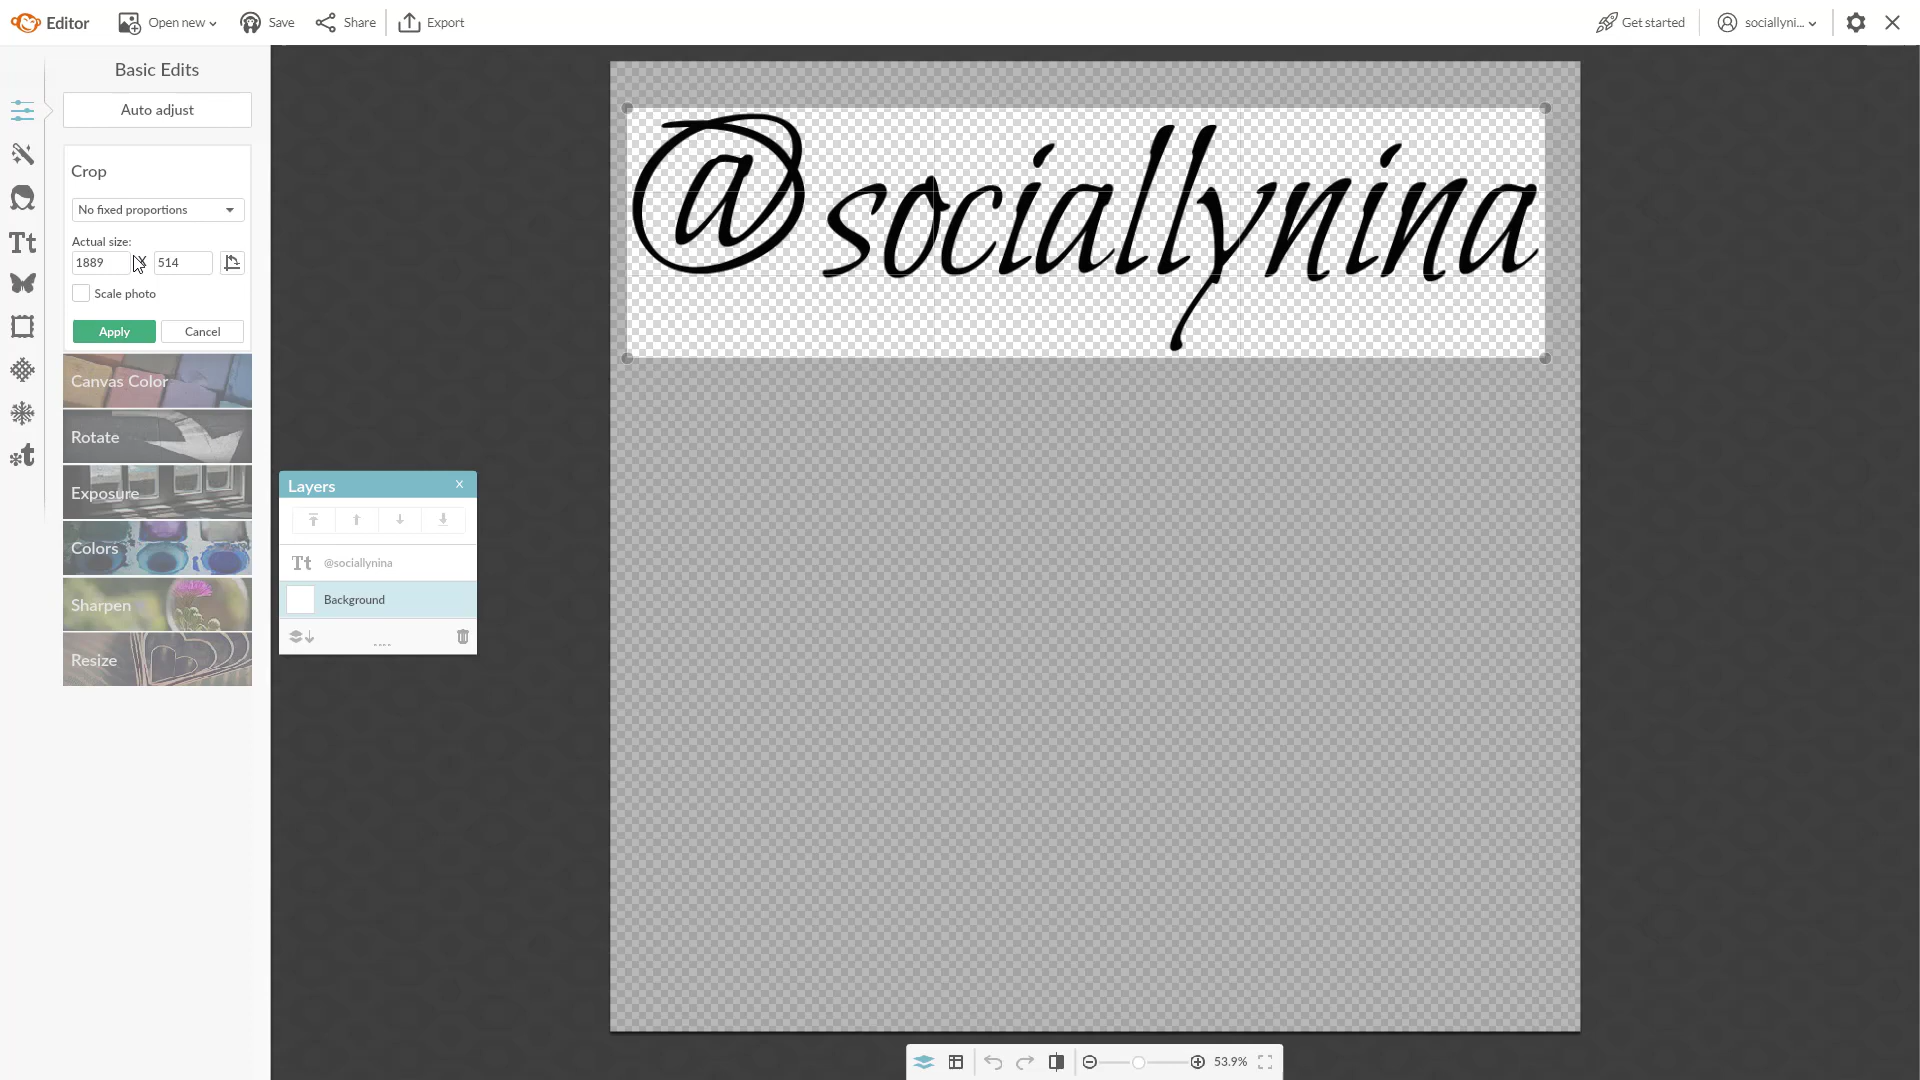 Editor
Open new
Save
Share
Export
Get started
sociallyni...
Basic Edits
Auto adjust
Crop
No fixed proportions
Actual size:
1889 X 514
Scale photo
Apply
Cancel
Canvas Color
Rotate
Exposure
Colors
Sharpen
Resize
Tt
t
@sociallynina
Layers
X
Tt @sociallynina
Background
53.9%